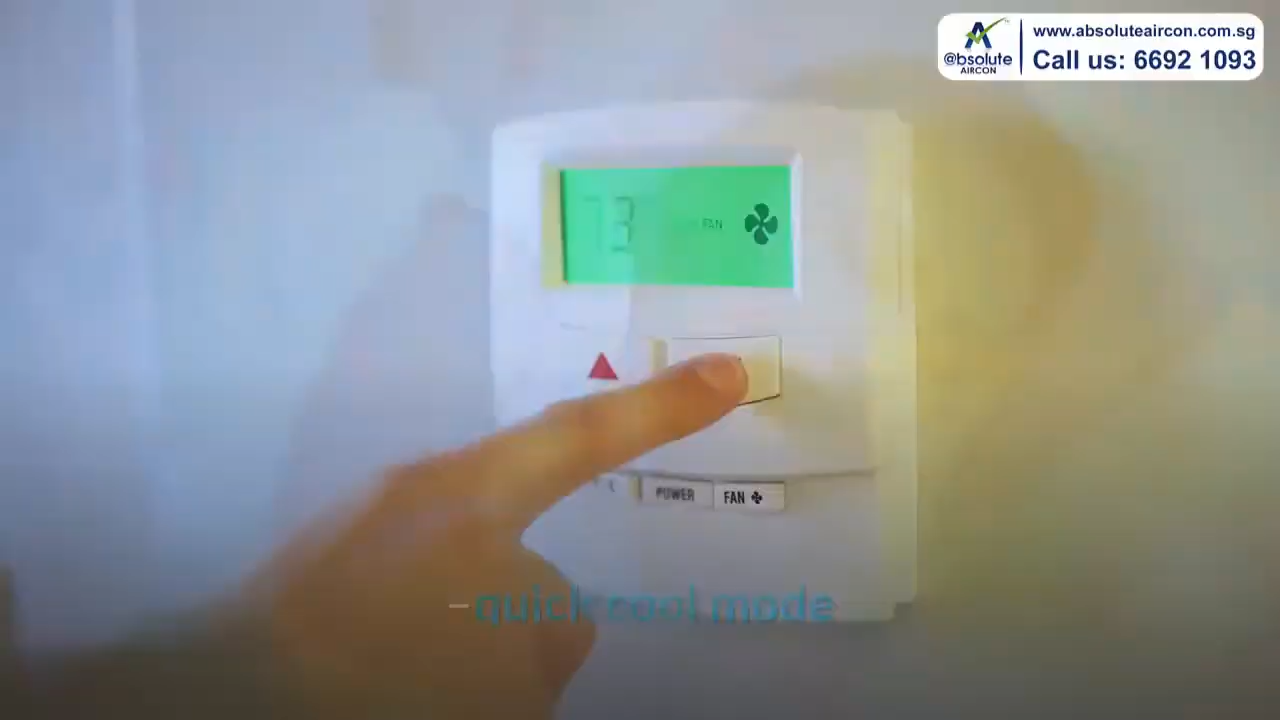 www.absoluteaircon.com.sg
@bsolute
AIRCON
Call us: 6692 1093
73
FAN
POWER
FAN
–quick cool mode